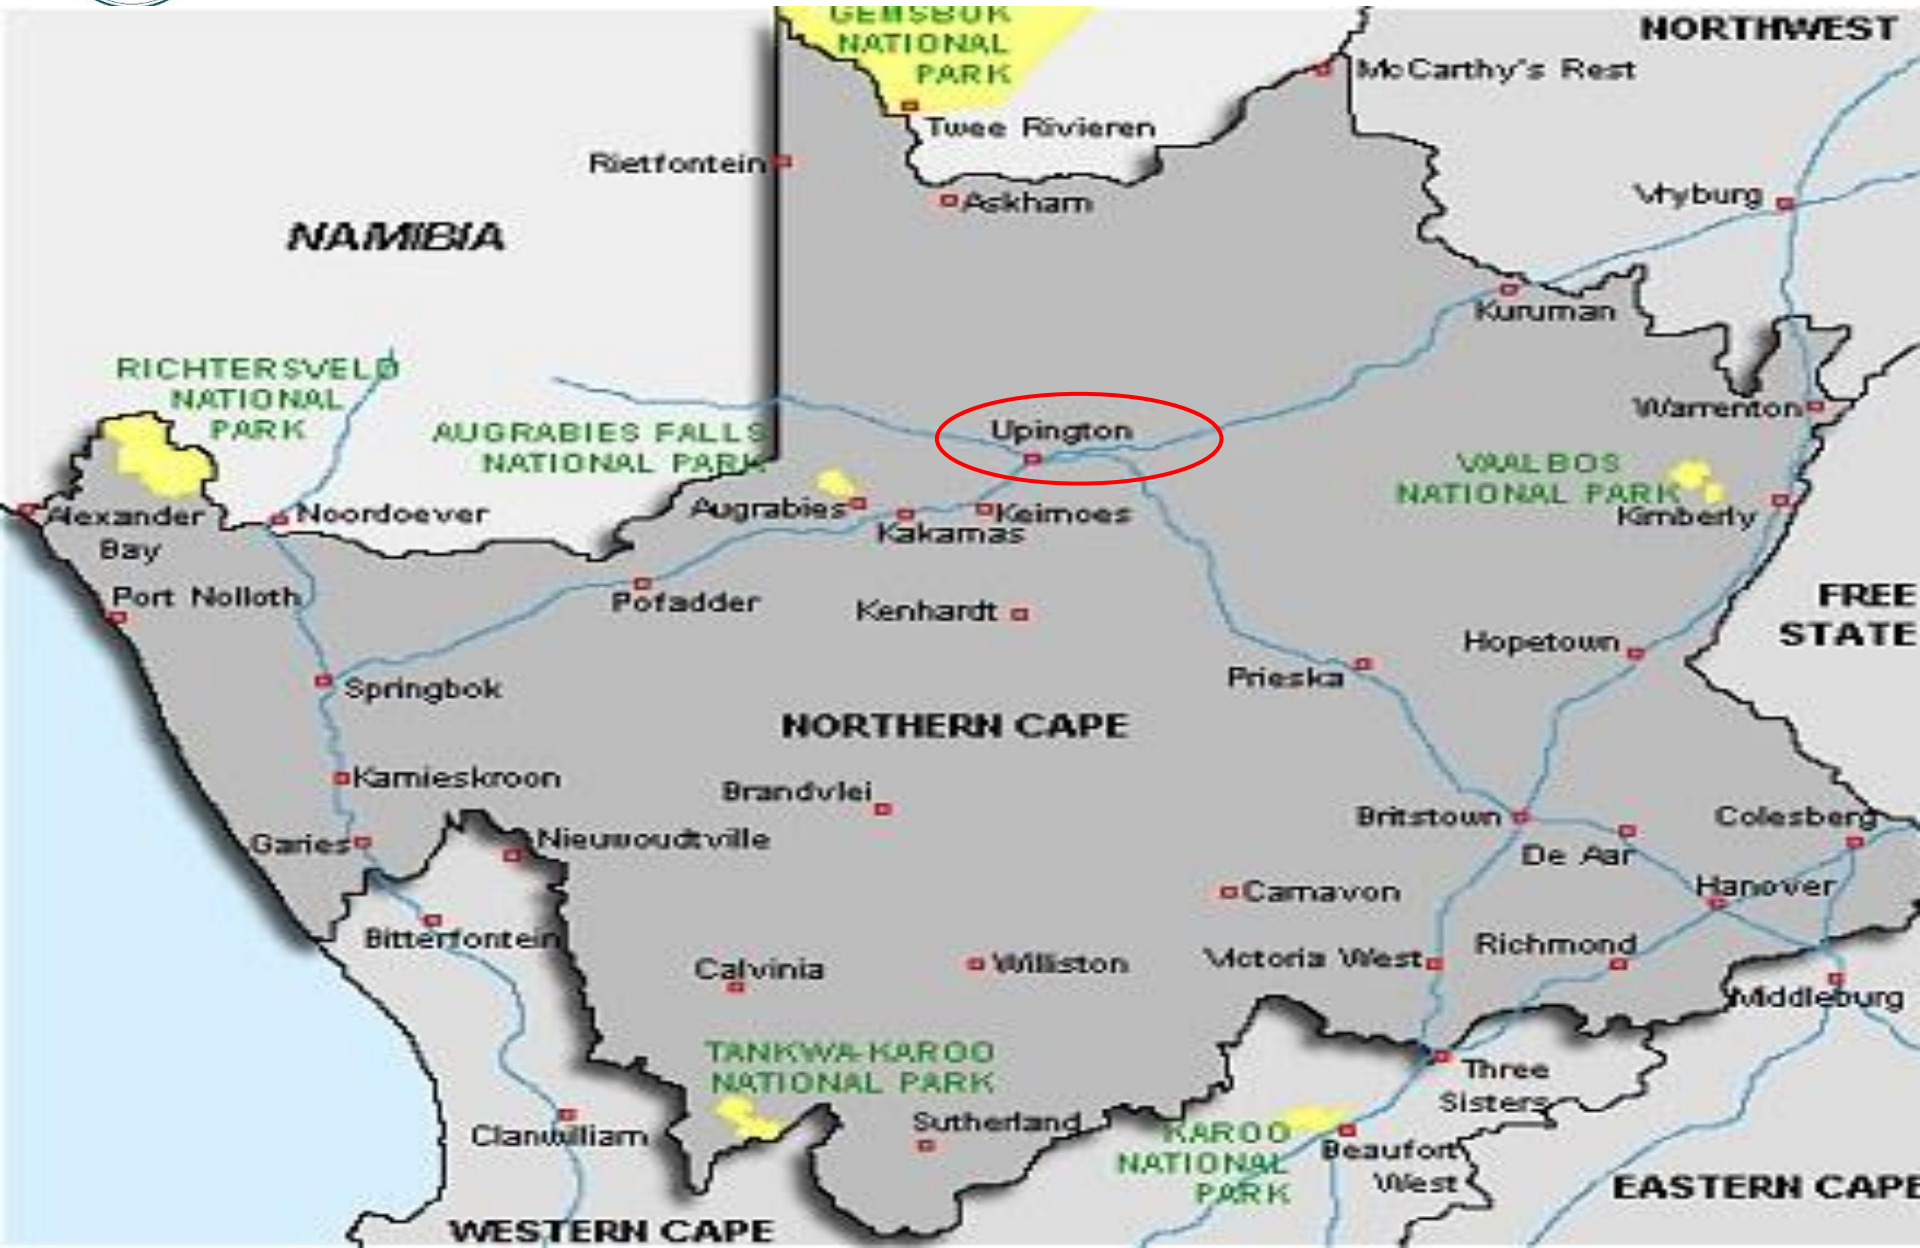 GEMSBOK
NATIONAL
PARK
NORTHWEST
McCarthy's Rest
Twee Rivieren
Rietfontein
Askham
Vryburg
NAMIBIA
Kuruman
RICHTERSVELD
NATIONAL
PARK
AUGRABIES FALLS
NATIONAL PARK
Upington
Warrenton
VAALBOS
NATIONAL PARK
Alexander
Bay
Noordoever
Augrabies
Kakamas
Keimoes
Kimberly
Port Nolloth
Pofadder
Kenhardt
FREE
STATE
Hopetown
Springbok
Prieska
NORTHERN CAPE
Kamieskroon
Brandvlei
Britstown
Colesberg
Garies
Nieuwoudtville
De Aar
Hanover
Carnavon
Bitterfontein
Calvinia
Williston
Victoria West
Richmond
Middleburg
TANKWA-KAROO
NATIONAL PARK
Three
Sisters
Clanwilliam
Sutherland
KAROO
NATIONAL
PARK
Beaufort
West
EASTERN CAPE
WESTERN CAPE